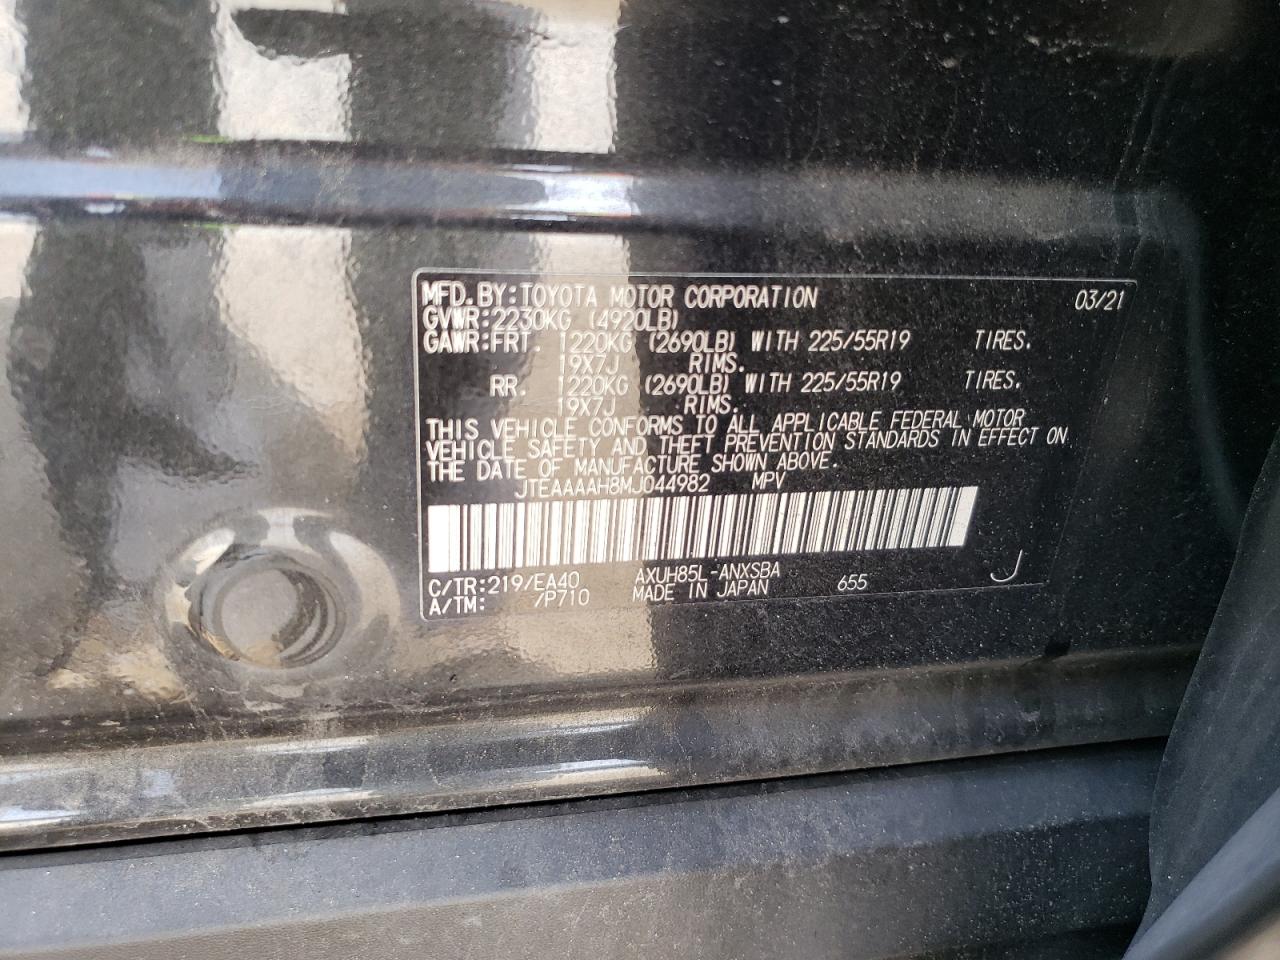 MFD.BY:TOYOTA MOTOR CORPORATION 03/21
GVWR:2230KG (4920LB)
GAWR:FRT. 1220KG (2690LB) WITH 225/55R19 TIRES.
19X7J RIMS.
RR. 1220KG (2690LB) WITH 225/55R19 TIRES.
19X7J RIMS.
THIS VEHICLE CONFORMS TO ALL APPLICABLE FEDERAL MOTOR
VEHICLE SAFETY AND THEFT PREVENTION STANDARDS IN EFFECT ON
THE DATE OF MANUFACTURE SHOWN ABOVE.
JTEAAAAH8MJ044982 MPV
C/TR:219/EA40 AXUH85L-ANXSBA 655 J
A/TM: /P710 MADE IN JAPAN